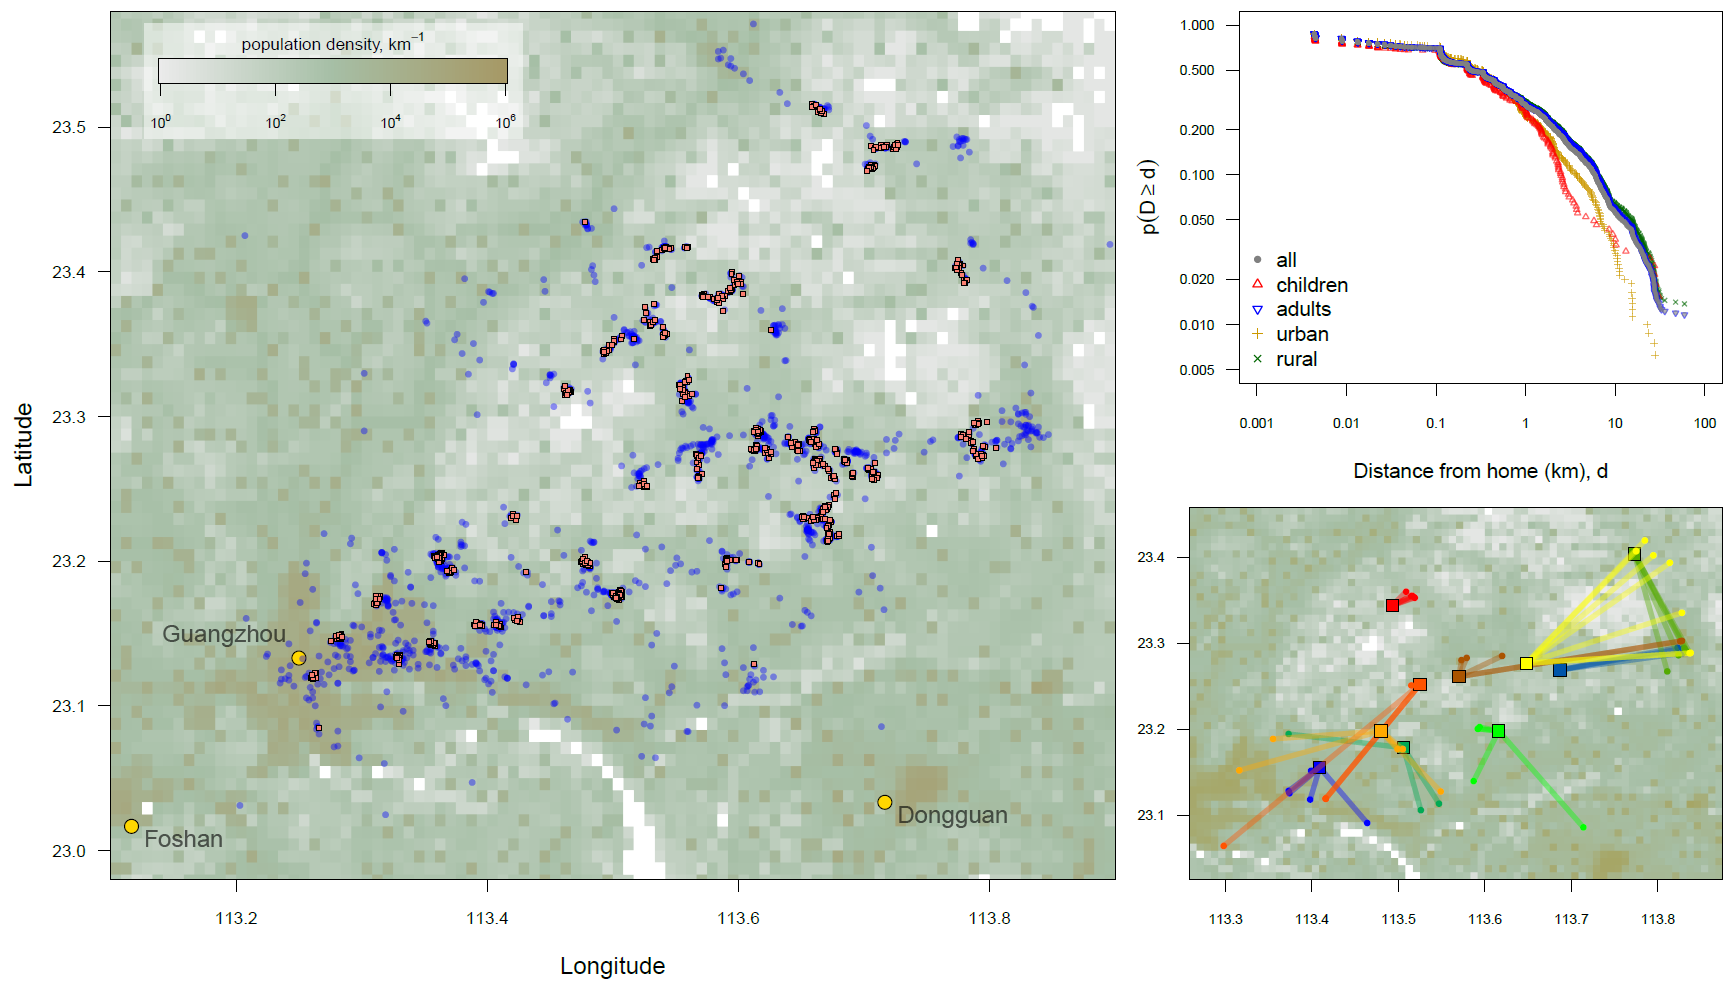 population density, km−1
100 102 104 106
23.5
23.4
23.3
23.2
23.1
23.0
Latitude
Guangzhou
Foshan
Dongguan
113.2 113.4 113.6 113.8
Longitude
1.000
0.500
0.200
0.100
0.050
0.020
0.010
0.005
p(D ≥ d)
all
children
adults
urban
rural
0.001 0.01 0.1 1 10 100
Distance from home (km), d
23.4
23.3
23.2
23.1
113.3 113.4 113.5 113.6 113.7 113.8